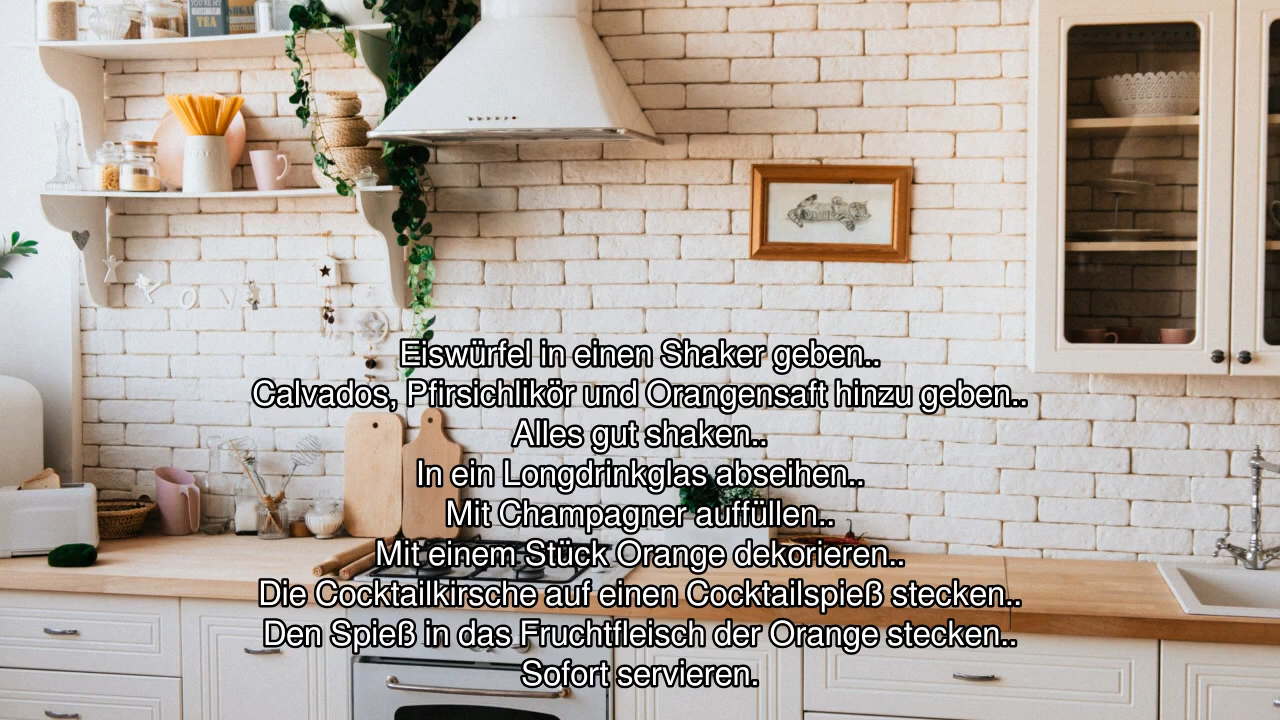 Eiswürfel in einen Shaker geben..
Calvados, Pfirsichlikör und Orangensaft hinzu geben..
Alles gut shaken..
In ein Longdrinkglas abseihen..
Mit Champagner auffüllen..
Mit einem Stück Orange dekorieren..
Die Cocktailkirsche auf einen Cocktailspieß stecken..
Den Spieß in das Fruchtfleisch der Orange stecken..
Sofort servieren.